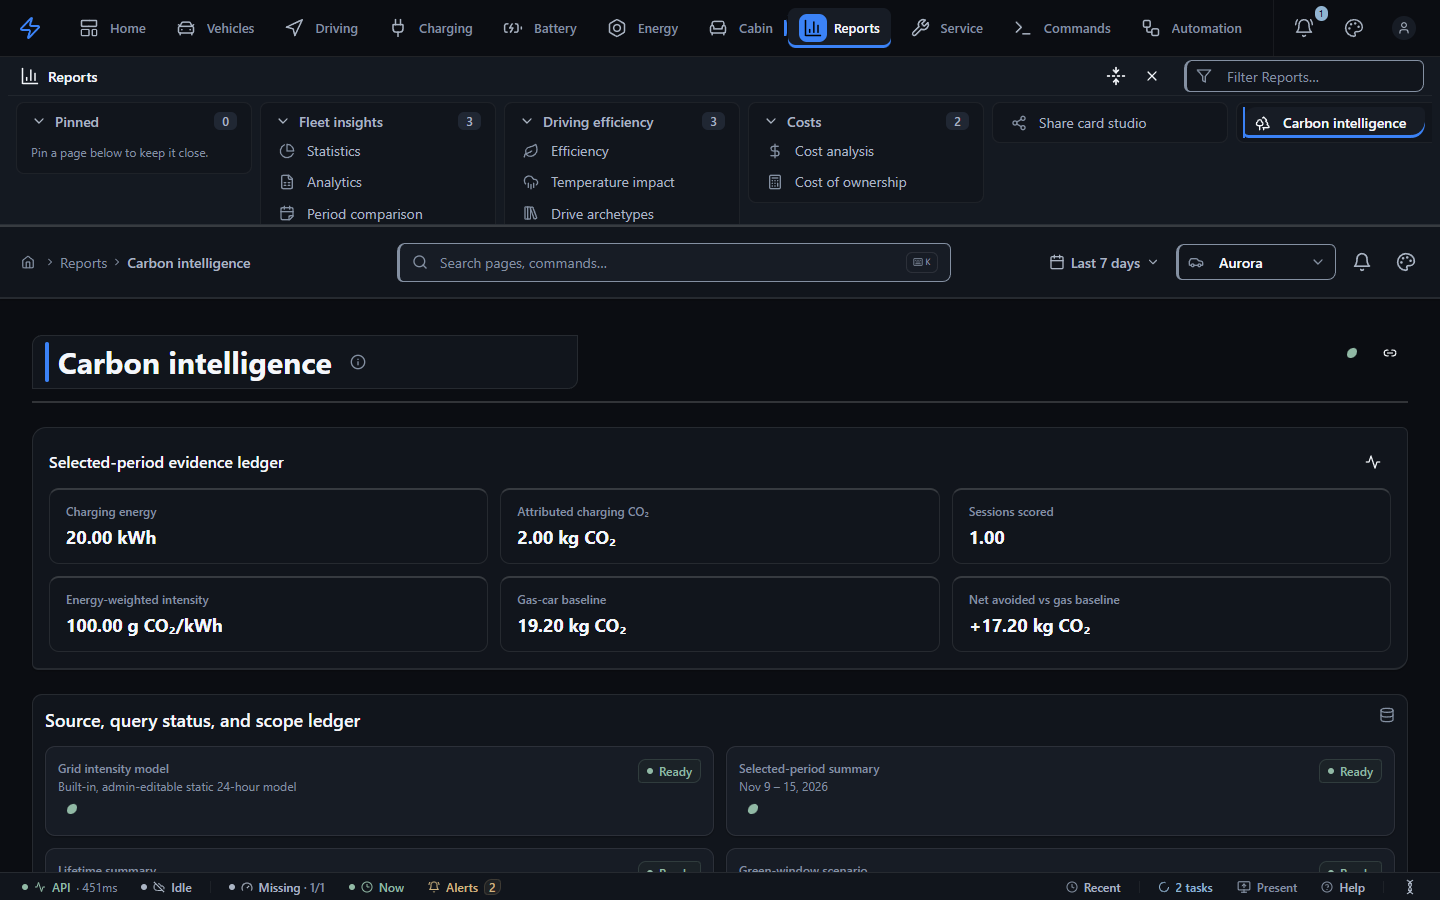 Home
Vehicles
Driving
Charging
Battery
Energy
Cabin
Reports
Service
Commands
Automation
1
Reports
Filter Reports...
Pinned
0
Pin a page below to keep it close.
Fleet insights
3
Statistics
Analytics
Period comparison
Driving efficiency
3
Efficiency
Temperature impact
Drive archetypes
Costs
2
Cost analysis
Cost of ownership
Share card studio
Carbon intelligence
Reports
Carbon intelligence
Search pages, commands...
K
Last 7 days
Aurora
Carbon intelligence
Selected-period evidence ledger
Charging energy
20.00 kWh
Attributed charging CO₂
2.00 kg CO₂
Sessions scored
1.00
Energy-weighted intensity
100.00 g CO₂/kWh
Gas-car baseline
19.20 kg CO₂
Net avoided vs gas baseline
+17.20 kg CO₂
Source, query status, and scope ledger
Grid intensity model
Built-in, admin-editable static 24-hour model
Ready
Selected-period summary
Nov 9 – 15, 2026
Ready
Lifetime summary
Ready
Green-window scenario
Ready
API · 451ms
Idle
Missing · 1/1
Now
Alerts 2
Recent
2 tasks
Present
Help